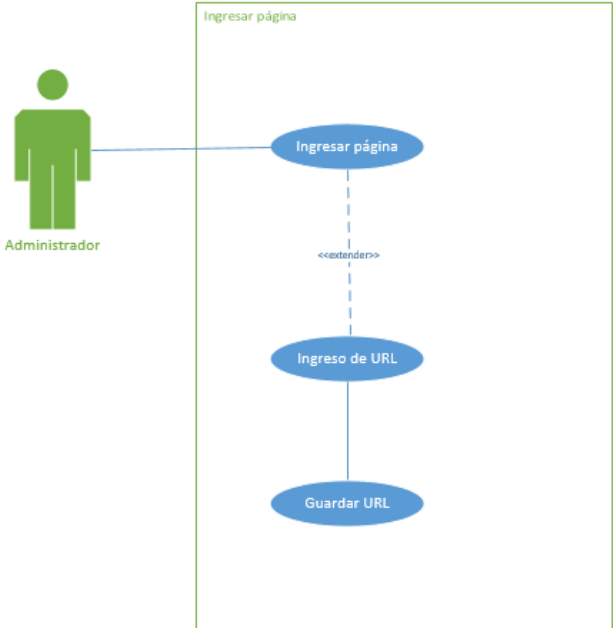 Ingresar página
Ingresar página
Administrador
<<extender>>
Ingreso de URL
Guardar URL